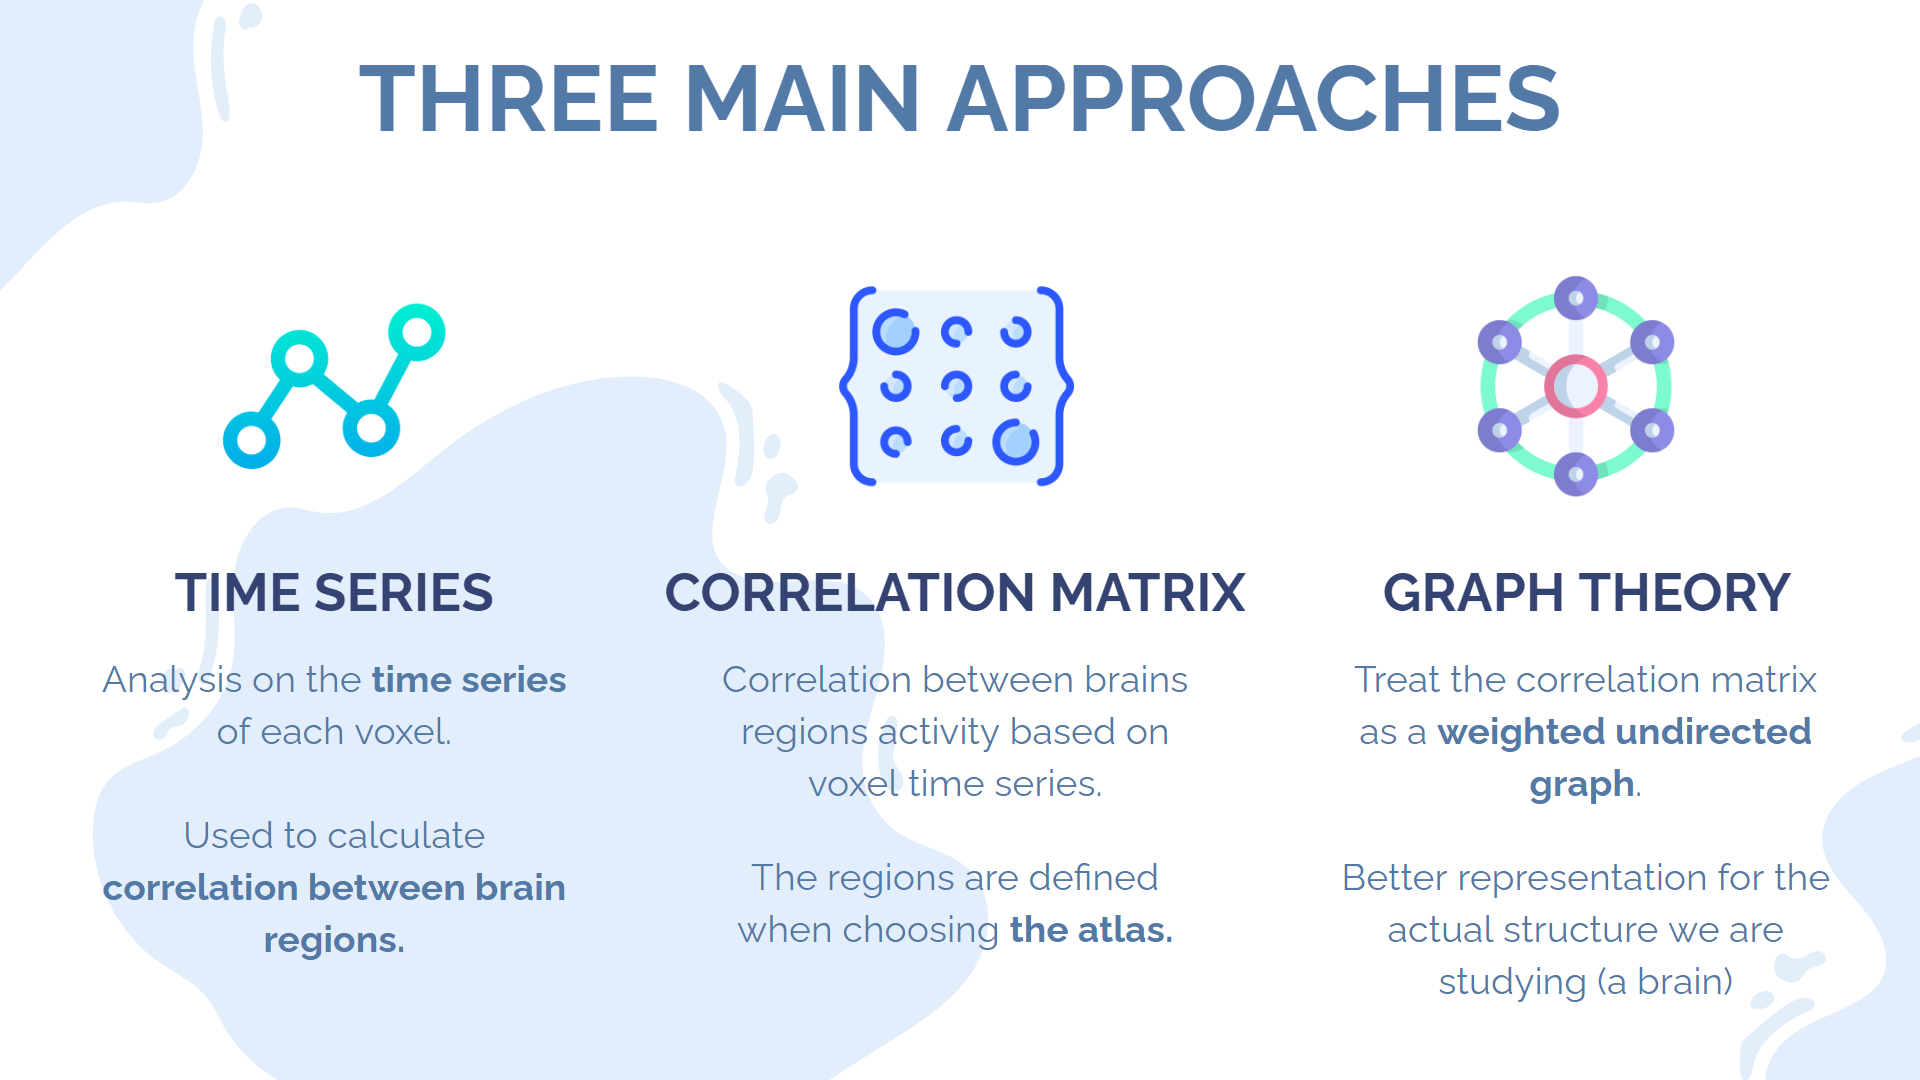 THREE MAIN APPROACHES
TIME SERIES
Analysis on the time series
of each voxel.
Used to calculate
correlation between brain
regions.
CORRELATION MATRIX
Correlation between brains
regions activity based on
voxel time series.
The regions are defined
when choosing the atlas.
GRAPH THEORY
Treat the correlation matrix
as a weighted undirected
graph.
Better representation for the
actual structure we are
studying (a brain)